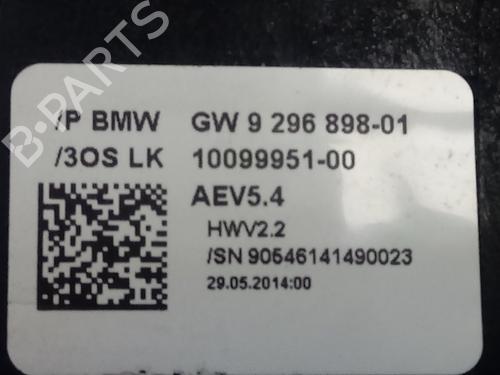 B-PARTS
/P BMW GW 9 296 898-01
/3OS LK 10099951-00
AEV5.4
HWV2.2
/SN 90546141490023
29.05.2014:00